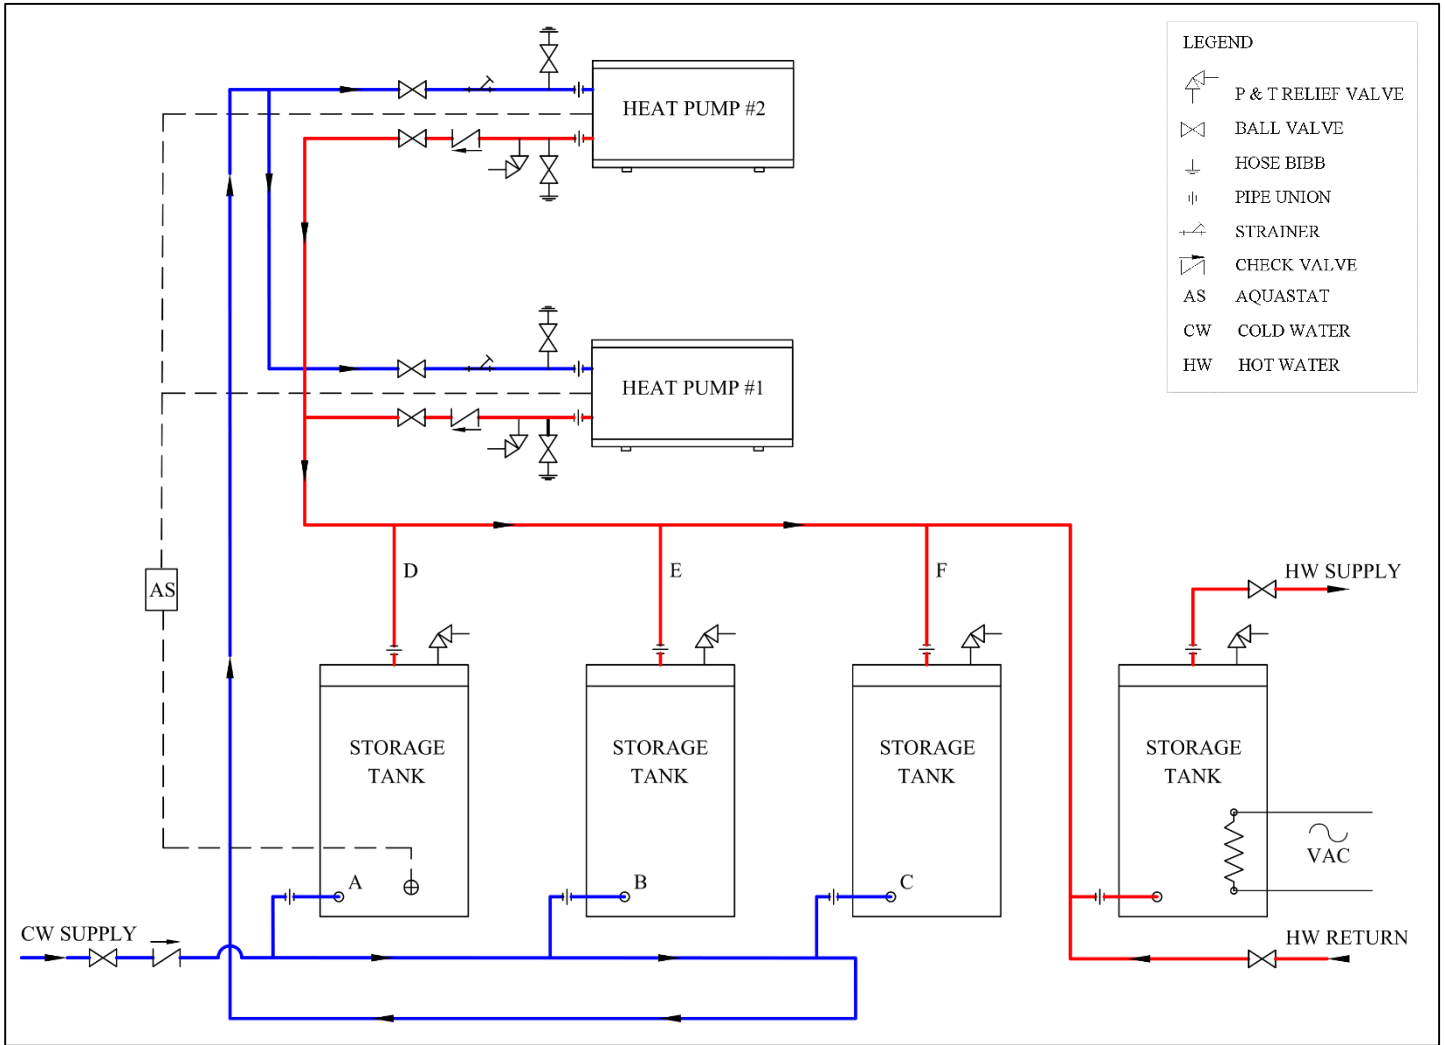 LEGEND
P & T RELIEF VALVE
BALL VALVE
HOSE BIBB
PIPE UNION
STRAINER
CHECK VALVE
AS AQUASTAT
CW COLD WATER
HW HOT WATER
HEAT PUMP #2
HEAT PUMP #1
AS
D
E
F
HW SUPPLY
STORAGE
TANK
STORAGE
TANK
STORAGE
TANK
STORAGE
TANK
VAC
A
B
C
CW SUPPLY
HW RETURN